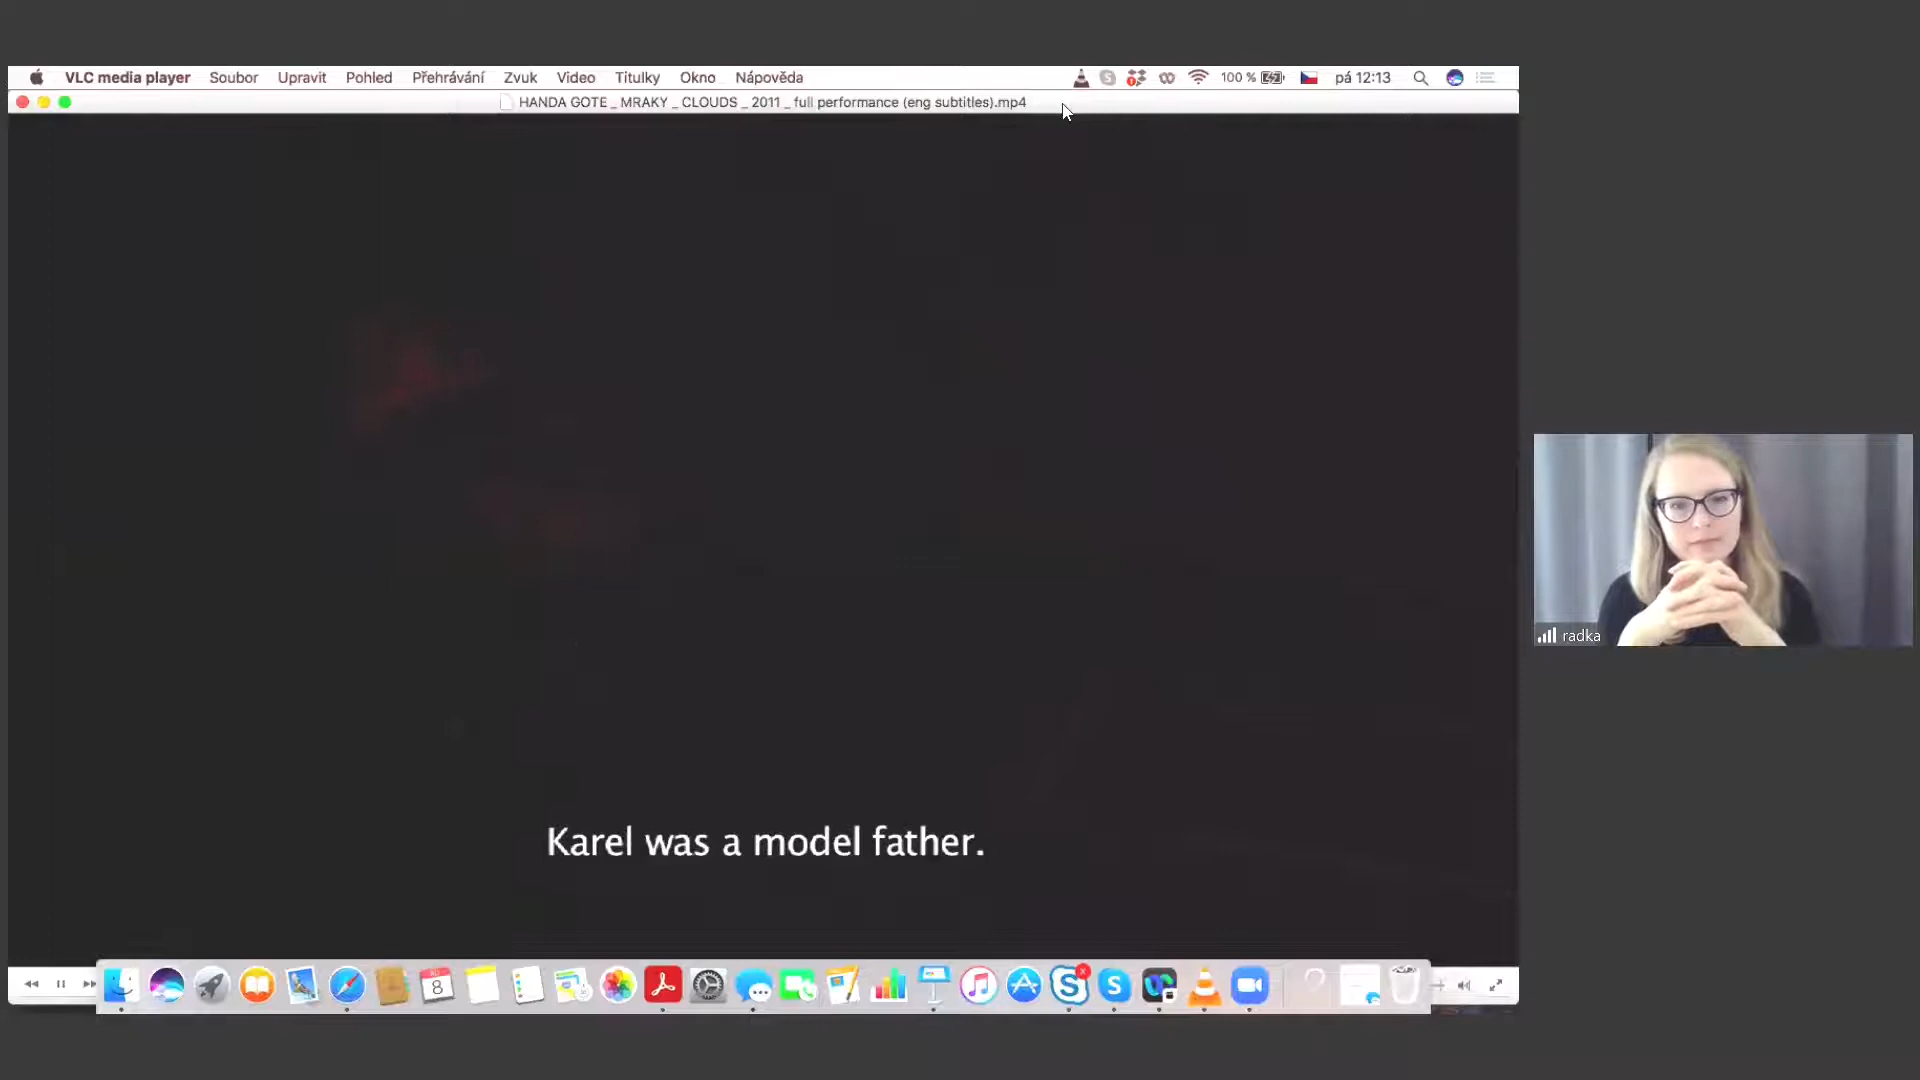 VLC media player Soubor Upravit Pohled Přehrávání Zvuk Video Titulky Okno Nápověda 100 % pá 12:13
HANDA GOTE _ MRAKY _ CLOUDS _ 2011 _ full performance (eng subtitles).mp4
radka
Karel was a model father.
8